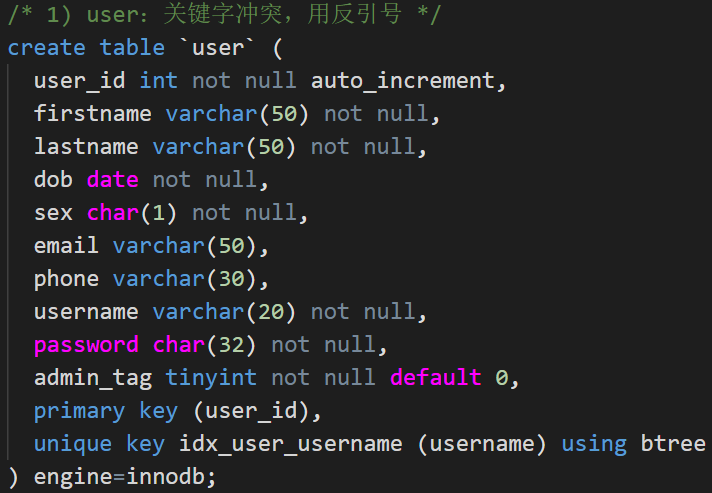 /* 1) user: 关键字冲突，用反引号 */
create table `user` (
  user_id int not null auto_increment,
  firstname varchar(50) not null,
  lastname varchar(50) not null,
  dob date not null,
  sex char(1) not null,
  email varchar(50),
  phone varchar(30),
  username varchar(20) not null,
  password char(32) not null,
  admin_tag tinyint not null default 0,
  primary key (user_id),
  unique key idx_user_username (username) using btree
) engine=innodb;